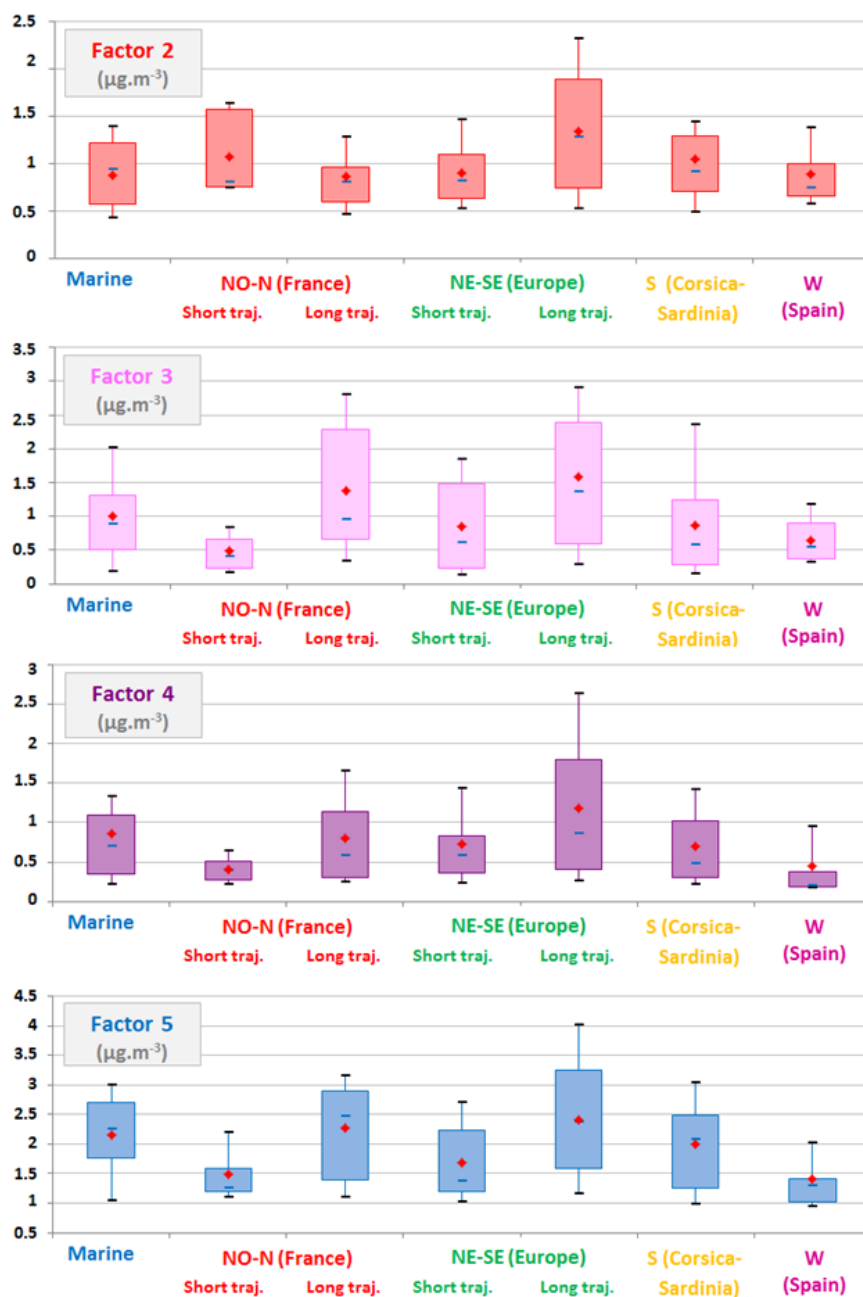 2.5
Factor 2
(µg.m-3)
2
1.5
1
0.5
0
Marine
NO-N (France)
NE-SE (Europe)
S (Corsica-
Sardinia)
W
(Spain)
Short traj.
Long traj.
Short traj.
Long traj.
3.5
Factor 3
(µg.m-3)
3
2.5
2
1.5
1
0.5
0
Marine
NO-N (France)
NE-SE (Europe)
S (Corsica-
Sardinia)
W
(Spain)
Short traj.
Long traj.
Short traj.
Long traj.
3
Factor 4
(µg.m-3)
2.5
2
1.5
1
0.5
0
Marine
NO-N (France)
NE-SE (Europe)
S (Corsica-
Sardinia)
W
(Spain)
Short traj.
Long traj.
Short traj.
Long traj.
4.5
Factor 5
(µg.m-3)
4
3.5
3
2.5
2
1.5
1
0.5
Marine
NO-N (France)
NE-SE (Europe)
S (Corsica-
Sardinia)
W
(Spain)
Short traj.
Long traj.
Short traj.
Long traj.